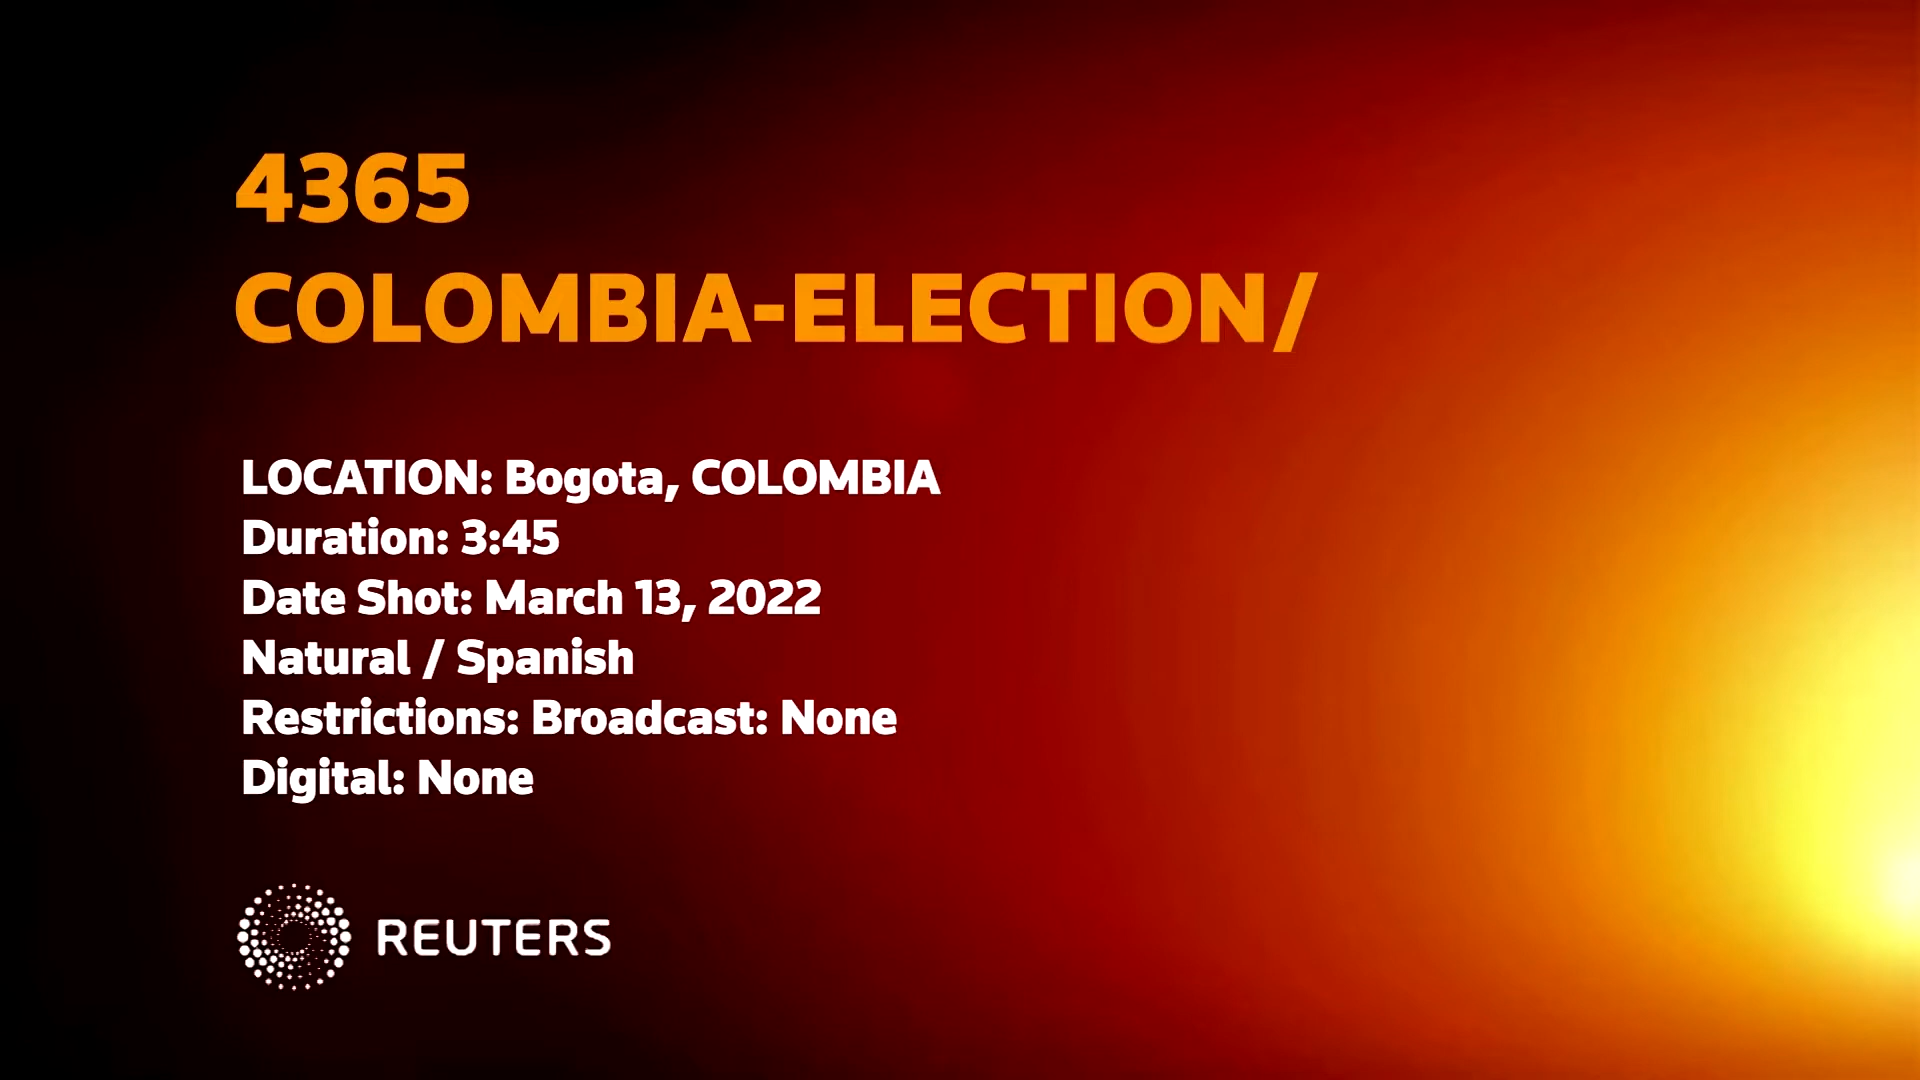 4365
COLOMBIA-ELECTION/
LOCATION: Bogota, COLOMBIA
Duration: 3:45
Date Shot: March 13, 2022
Natural / Spanish
Restrictions: Broadcast: None
Digital: None
REUTERS